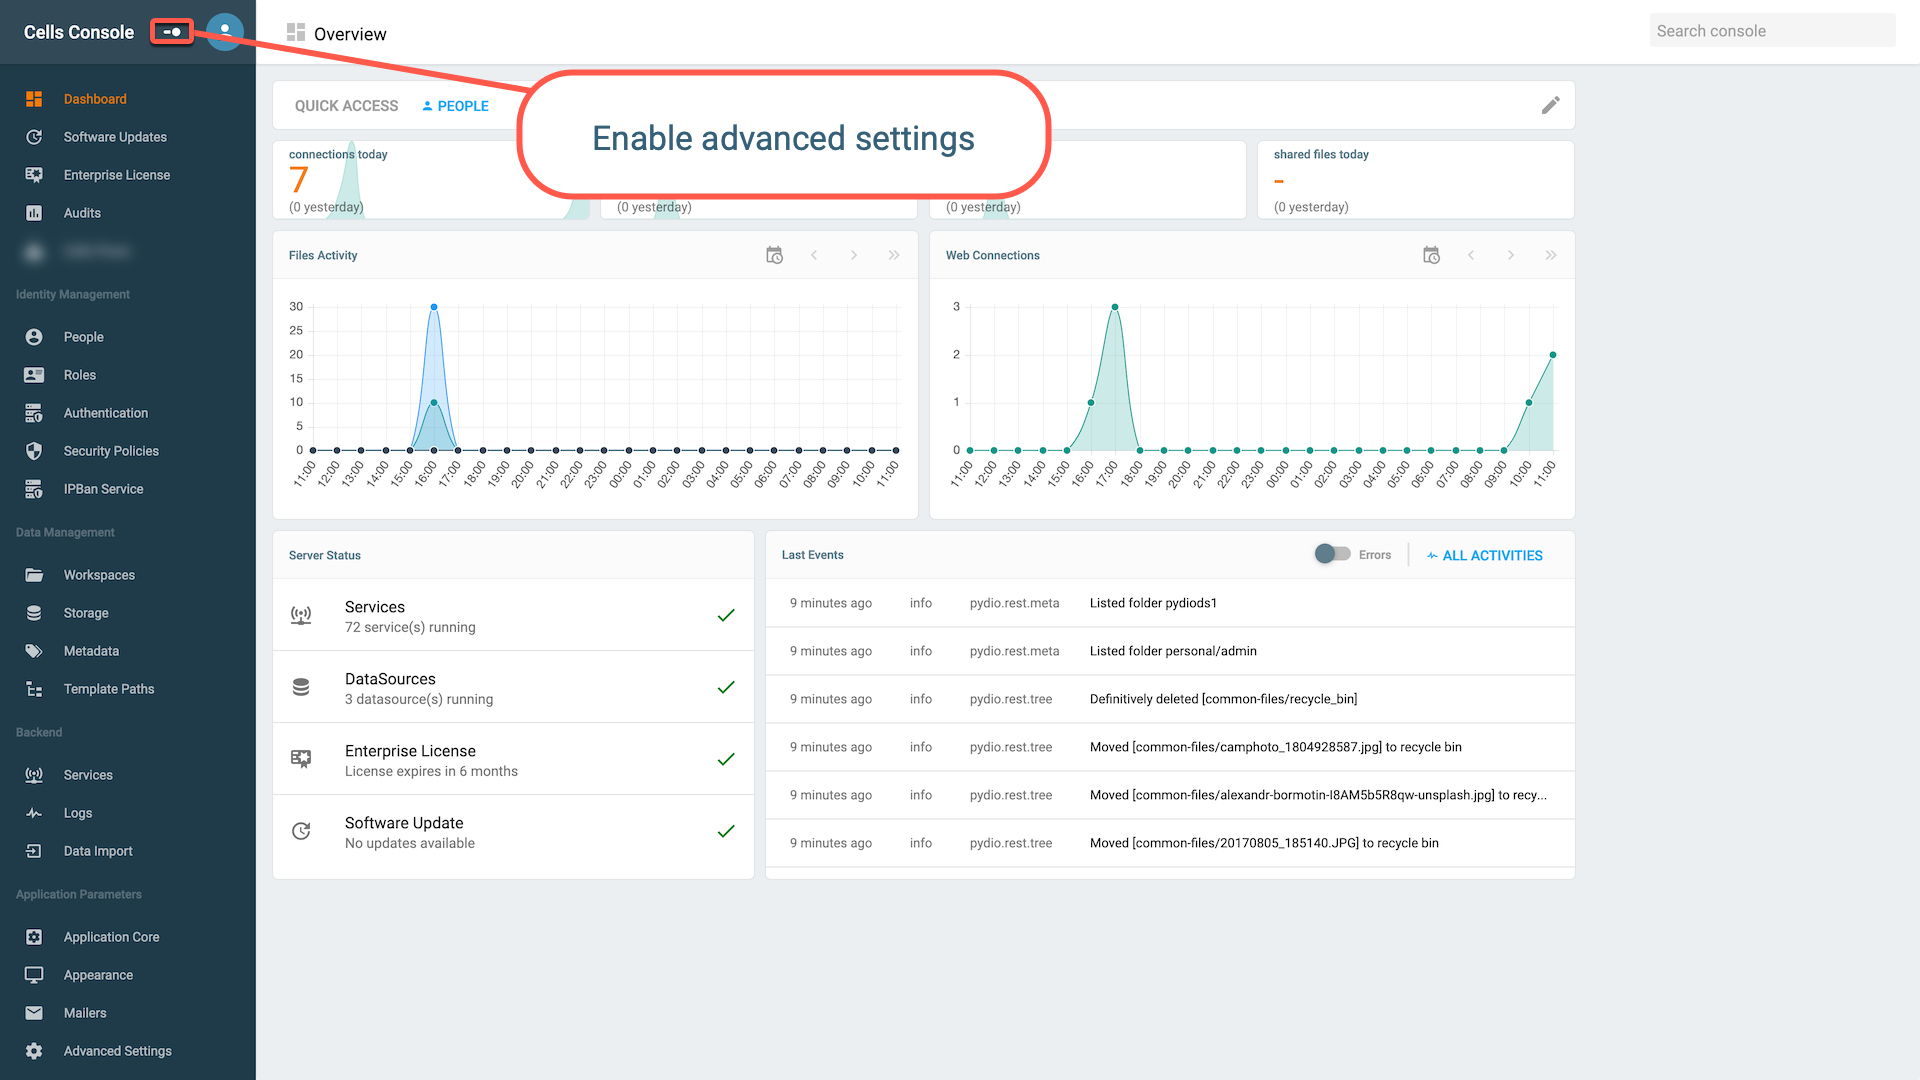 Cells Console
Overview
Search console
Enable advanced settings
Dashboard
Software Updates
Enterprise License
Audits
Identity Management
People
Roles
Authentication
Security Policies
IPBan Service
Data Management
Workspaces
Storage
Metadata
Template Paths
Backend
Services
Logs
Data Import
Application Parameters
Application Core
Appearance
Mailers
Advanced Settings
QUICK ACCESS PEOPLE
connections today
7
(0 yesterday)
(0 yesterday)
(0 yesterday)
shared files today
-
(0 yesterday)
Files Activity
30
25
20
15
10
5
0
11:00 12:00 13:00 14:00 15:00 16:00 17:00 18:00 19:00 20:00 21:00 22:00 23:00 00:00 01:00 02:00 03:00 04:00 05:00 06:00 07:00 08:00 09:00 10:00 11:00
Web Connections
3
2
1
0
11:00 12:00 13:00 14:00 15:00 16:00 17:00 18:00 19:00 20:00 21:00 22:00 23:00 00:00 01:00 02:00 03:00 04:00 05:00 06:00 07:00 08:00 09:00 10:00 11:00
Server Status
Services
72 service(s) running
DataSources
3 datasource(s) running
Enterprise License
License expires in 6 months
Software Update
No updates available
Last Events Errors ALL ACTIVITIES
9 minutes ago info pydio.rest.meta Listed folder pydiods1
9 minutes ago info pydio.rest.meta Listed folder personal/admin
9 minutes ago info pydio.rest.tree Definitively deleted [common-files/recycle_bin]
9 minutes ago info pydio.rest.tree Moved [common-files/camphoto_1804928587.jpg] to recycle bin
9 minutes ago info pydio.rest.tree Moved [common-files/alexandr-bormotin-I8AM5b5R8qw-unsplash.jpg] to recy...
9 minutes ago info pydio.rest.tree Moved [common-files/20170805_185140.JPG] to recycle bin